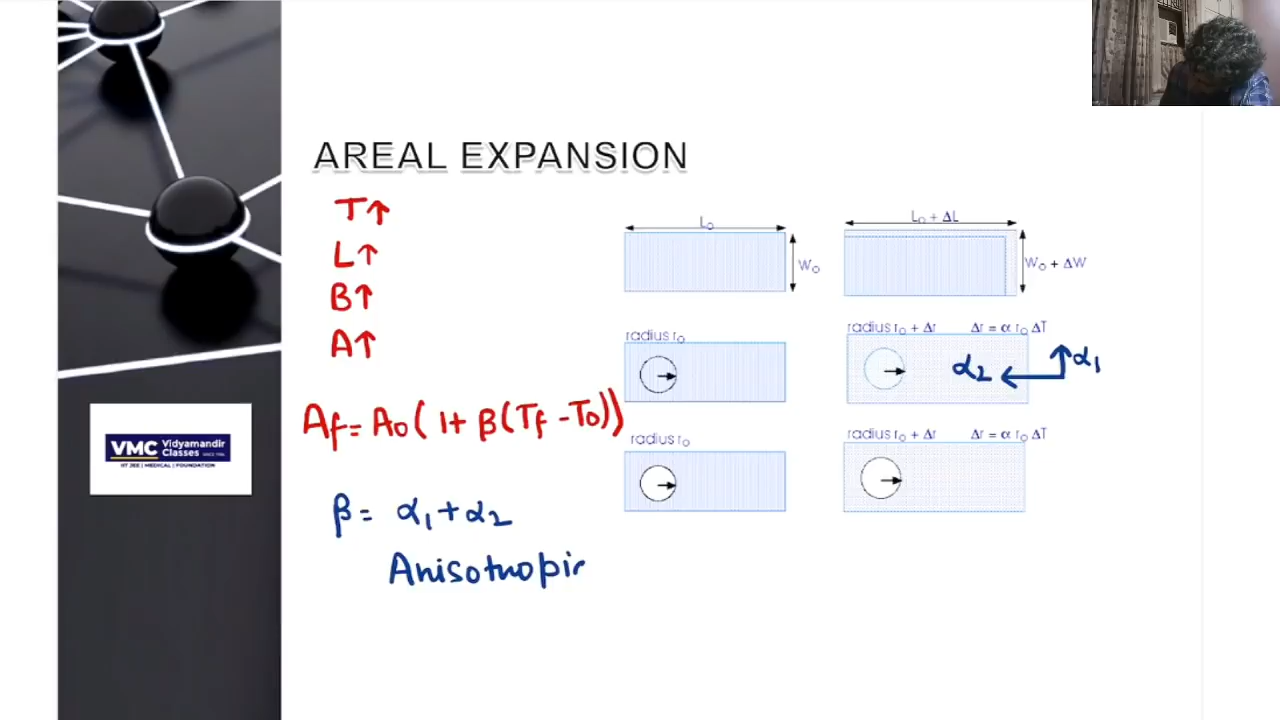 AREAL EXPANSION
T↑
L↑
B↑
A↑
Af = A0 ( 1 + β (Tf - T0))
β = α1 + α2
Anisotropic
L0
W0
L0 + ΔL
W0 + ΔW
radius r0
radius r0 + Δr Δr = α r0 ΔT
α2
α1
radius r0
radius r0 + Δr Δr = α r0 ΔT
VMC Vidyamandir Classes
SINCE 1986
IIT JEE | MEDICAL | FOUNDATION